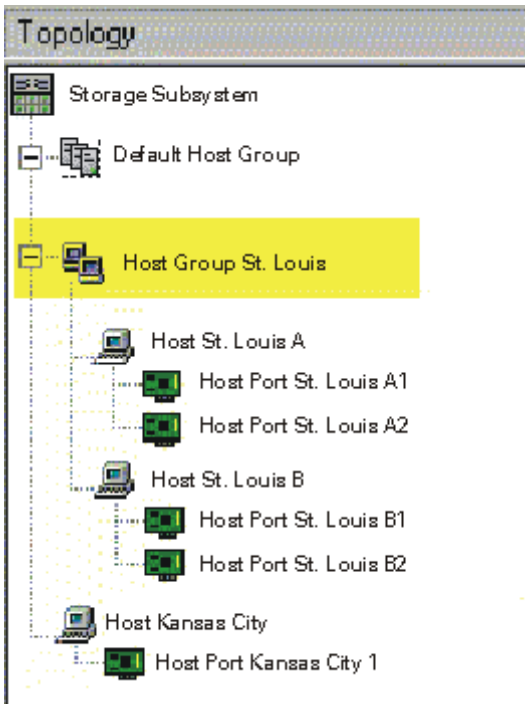 Topology
Storage Subsystem
Default Host Group
Host Group St. Louis
Host St. Louis A
Host Port St. Louis A1
Host Port St. Louis A2
Host St. Louis B
Host Port St. Louis B1
Host Port St. Louis B2
Host Kansas City
Host Port Kansas City 1